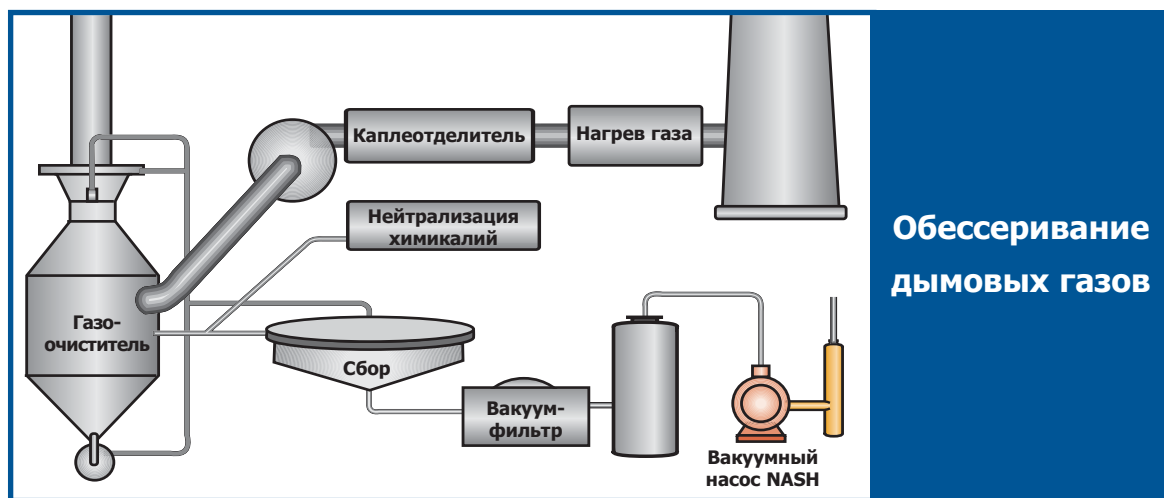 Каплеотделитель
Нагрев газа
Нейтрализация
химикалий
Газо-
очиститель
Сбор
Вакуум-
фильтр
Вакуумный
насос NASH
Обессеривание
дымовых газов